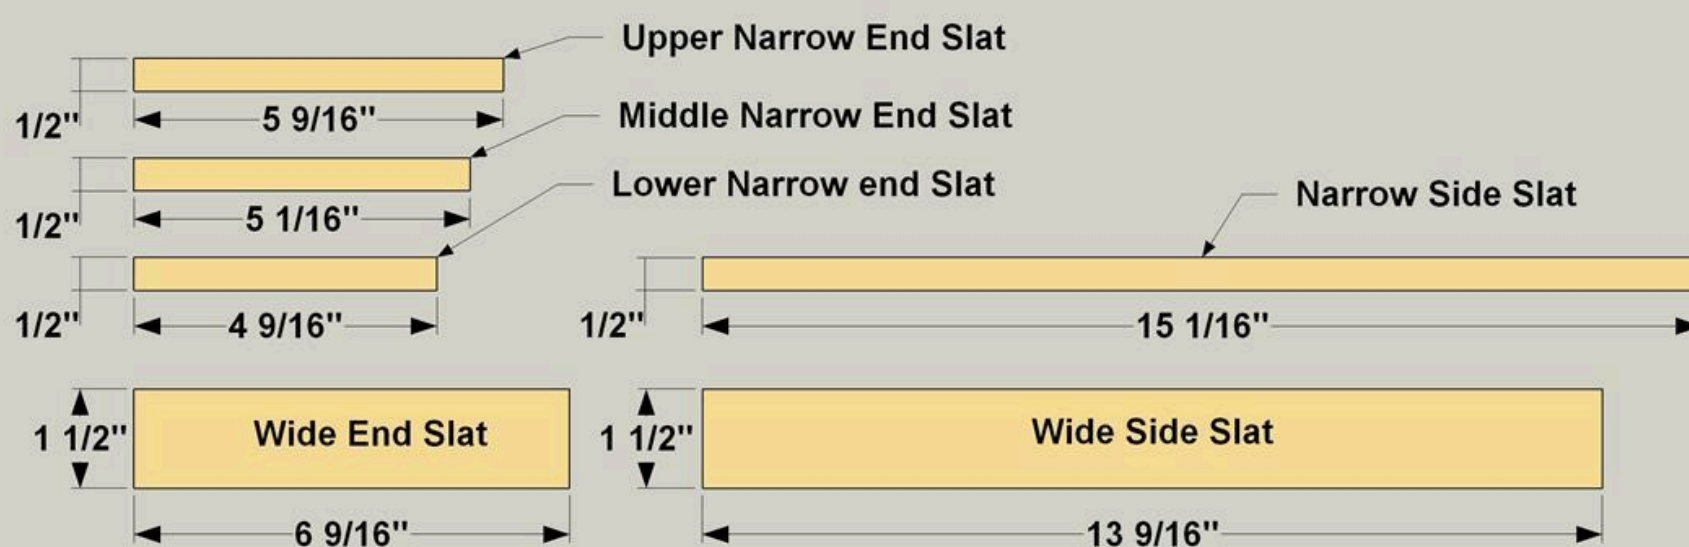 Upper Narrow End Slat
1/2"
5 9/16"
Middle Narrow End Slat
1/2"
5 1/16"
Lower Narrow end Slat
1/2"
4 9/16"
Narrow Side Slat
1/2"
15 1/16"
1 1/2"
Wide End Slat
6 9/16"
1 1/2"
Wide Side Slat
13 9/16"